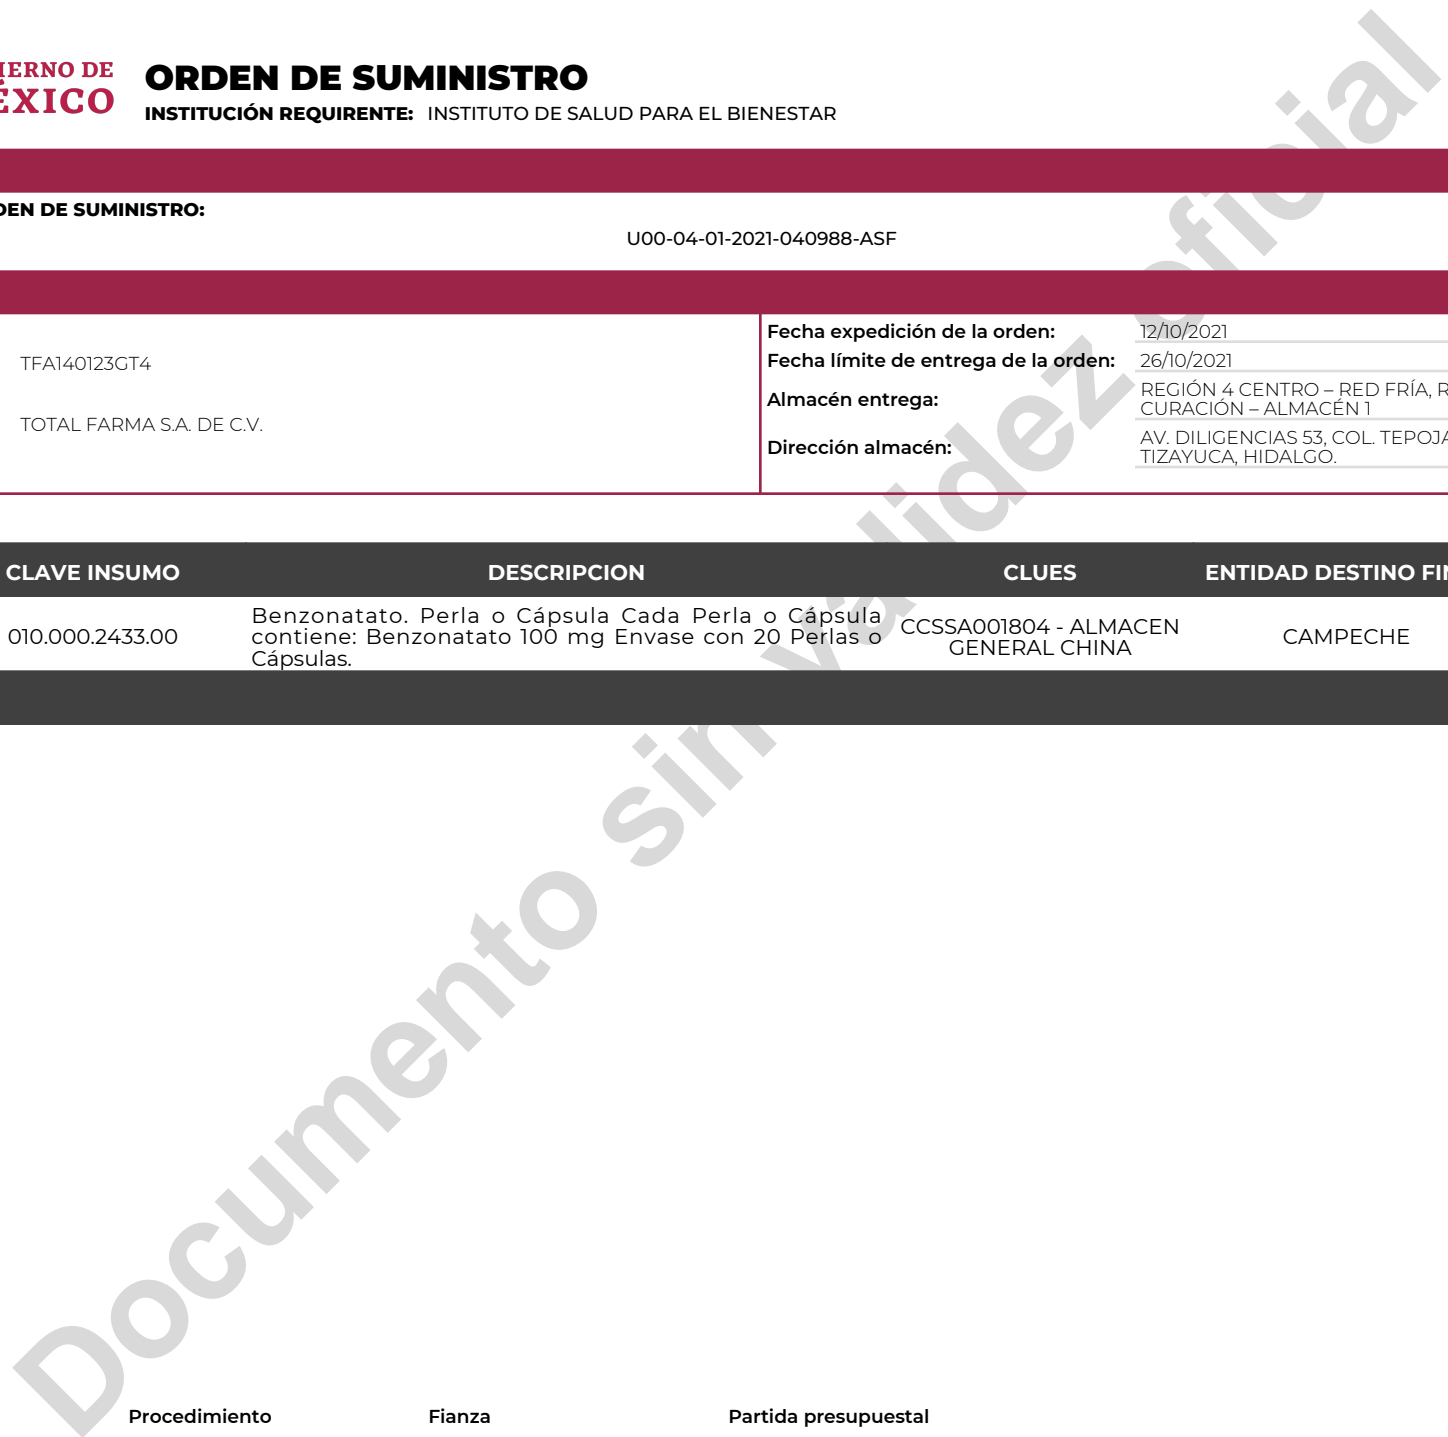 IERNO DE
ÉXICO
ORDEN DE SUMINISTRO
INSTITUCIÓN REQUIRENTE: INSTITUTO DE SALUD PARA EL BIENESTAR
DEN DE SUMINISTRO:
U00-04-01-2021-040988-ASF
TFA140123GT4
TOTAL FARMA S.A. DE C.V.
Fecha expedición de la orden: 12/10/2021
Fecha límite de entrega de la orden: 26/10/2021
Almacén entrega: REGIÓN 4 CENTRO – RED FRÍA, R
CURACIÓN – ALMACÉN 1
Dirección almacén: AV. DILIGENCIAS 53, COL. TEPOJA
TIZAYUCA, HIDALGO.
CLAVE INSUMO DESCRIPCION CLUES ENTIDAD DESTINO FIN
010.000.2433.00
Benzonatato. Perla o Cápsula Cada Perla o Cápsula
contiene: Benzonatato 100 mg Envase con 20 Perlas o
Cápsulas.
CCSSA001804 - ALMACEN
GENERAL CHINA
CAMPECHE
Documento sin validez oficial
Procedimiento Fianza Partida presupuestal